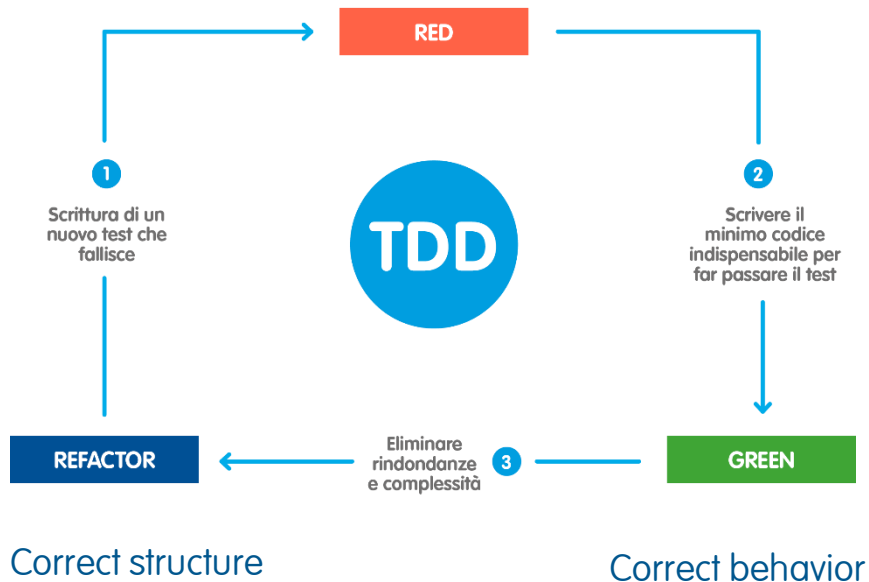 RED
1
Scrittura di un
nuovo test che
fallisce
TDD
2
Scrivere il
minimo codice
indispensabile per
far passare il test
REFACTOR
Eliminare
rindondanze
e complessità
3
GREEN
Correct structure
Correct behavior